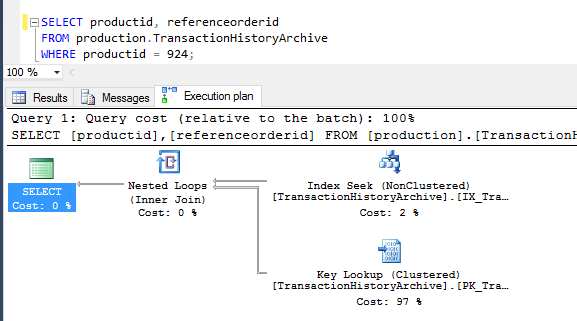 SELECT productid, referenceorderid
FROM production.TransactionHistoryArchive
WHERE productid = 924;
100 %
Results Messages Execution plan
Query 1: Query cost (relative to the batch): 100%
SELECT [productid],[referenceorderid] FROM [production].[TransactionH
SELECT
Cost: 0 %
Nested Loops
(Inner Join)
Cost: 0 %
Index Seek (NonClustered)
[TransactionHistoryArchive].[IX_Tra…
Cost: 2 %
Key Lookup (Clustered)
[TransactionHistoryArchive].[PK_Tra…
Cost: 97 %